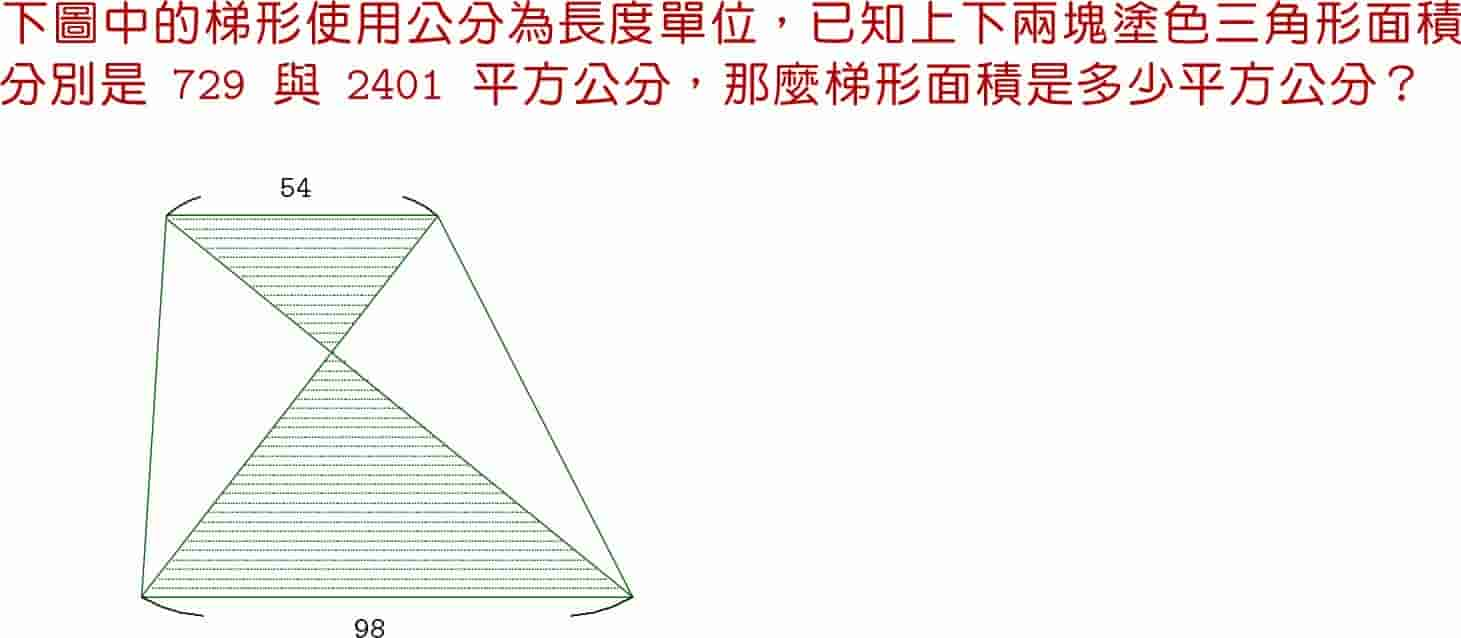 下圖中的梯形使用公分為長度單位，已知上下兩塊塗色三角形面積
分別是 729 與 2401 平方公分，那麼梯形面積是多少平方公分？
54
98